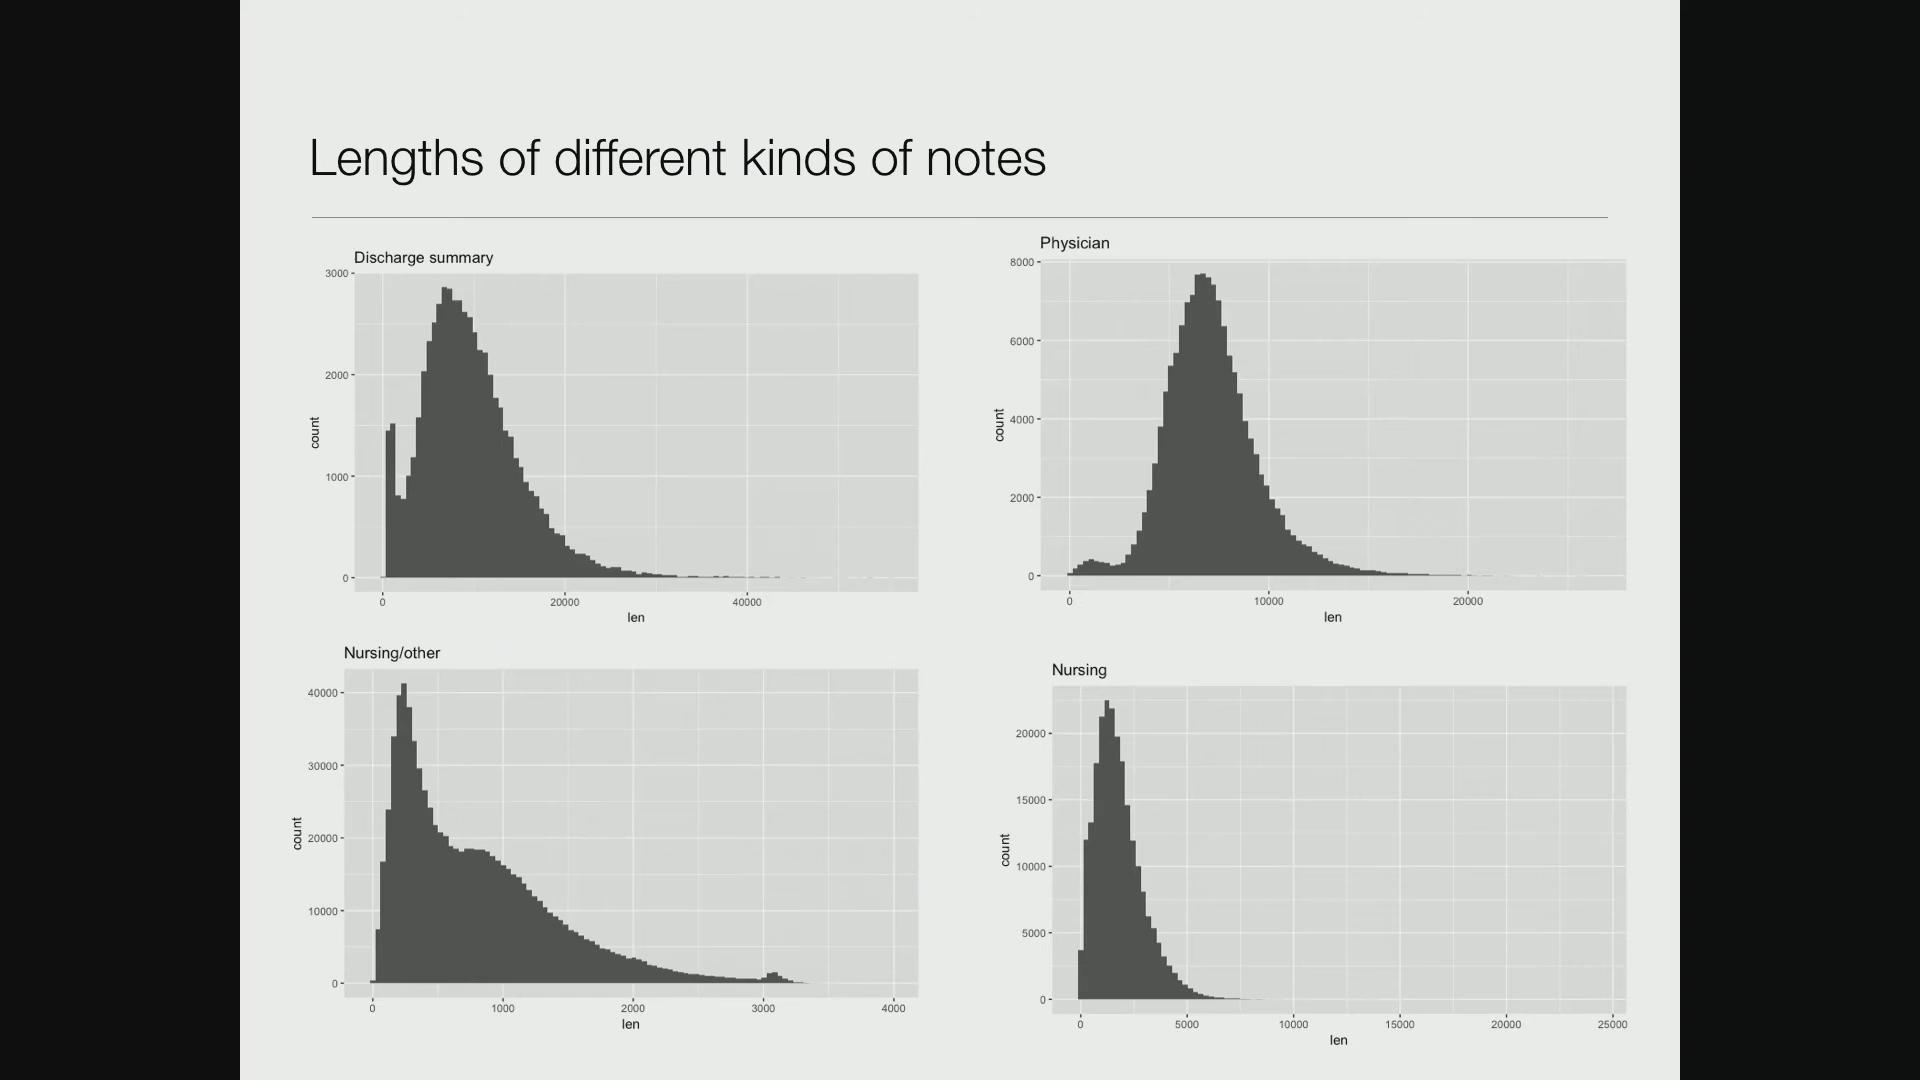 Lengths of different kinds of notes
Discharge summary
3000
2000
1000
0
count
0 20000 40000
len
Physician
8000
6000
4000
2000
0
count
0 10000 20000
len
Nursing/other
40000
30000
20000
10000
0
count
0 1000 2000 3000 4000
len
Nursing
20000
15000
10000
5000
0
count
0 5000 10000 15000 20000 25000
len